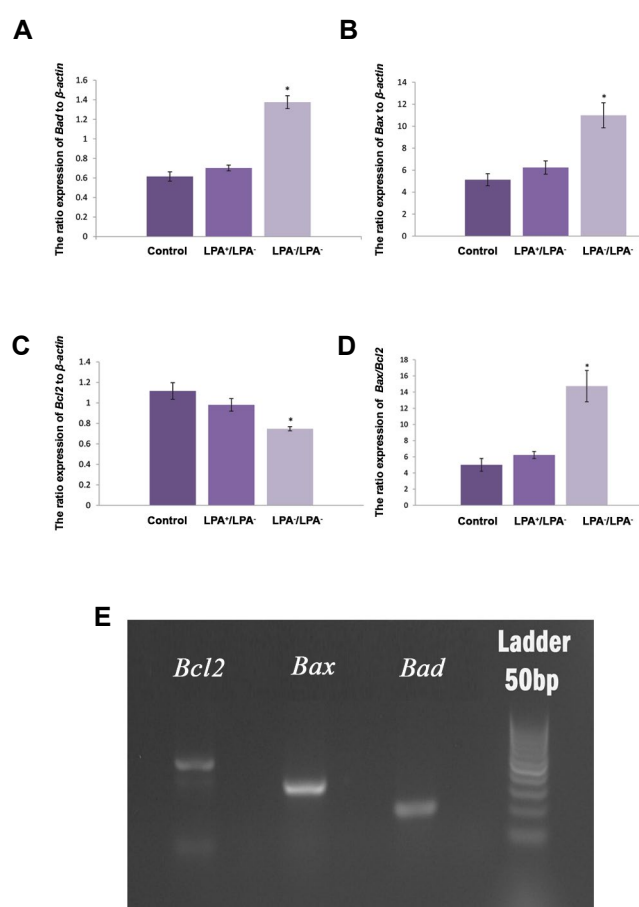 A
The ratio expression of Bad to β-actin
1.6
1.4
1.2
1
0.8
0.6
0.4
0.2
0
*
Control LPA⁺/LPA⁻ LPA⁻/LPA⁻
B
The ratio expression of Bax to β-actin
14
12
10
8
6
4
2
0
*
Control LPA⁺/LPA⁻ LPA⁻/LPA⁻
C
The ratio expression of Bcl2 to β-actin
1.4
1.2
1
0.8
0.6
0.4
0.2
0
*
Control LPA⁺/LPA⁻ LPA⁻/LPA⁻
D
The ratio expression of Bax/Bcl2
18
16
14
12
10
8
6
4
2
0
*
Control LPA⁺/LPA⁻ LPA⁻/LPA⁻
E
Bcl2 Bax Bad
Ladder
50bp